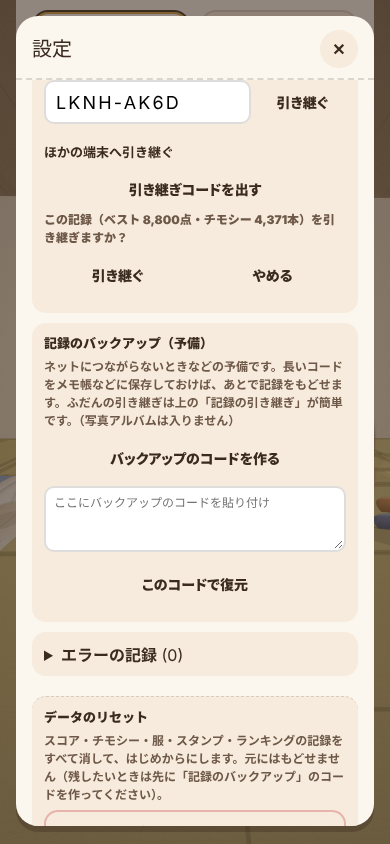 設定
×
LKNH-AK6D
引き継ぐ
ほかの端末へ引き継ぐ
引き継ぎコードを出す
この記録（ベスト 8,800点・チモシー 4,371本）を引
き継ぎますか？
引き継ぐ
やめる
記録のバックアップ（予備）
ネットにつながらないときなどの予備です。長いコード
をメモ帳などに保存しておけば、あとで記録をもどせま
す。ふだんの引き継ぎは上の「記録の引き継ぎ」が簡単
です。（写真アルバムは入りません）
バックアップのコードを作る
ここにバックアップのコードを貼り付け
このコードで復元
▶ エラーの記録 (0)
データのリセット
スコア・チモシー・服・スタンプ・ランキングの記録を
すべて消して、はじめからにします。元にはもどせませ
ん（残したいときは先に「記録のバックアップ」のコー
ドを作ってください）。